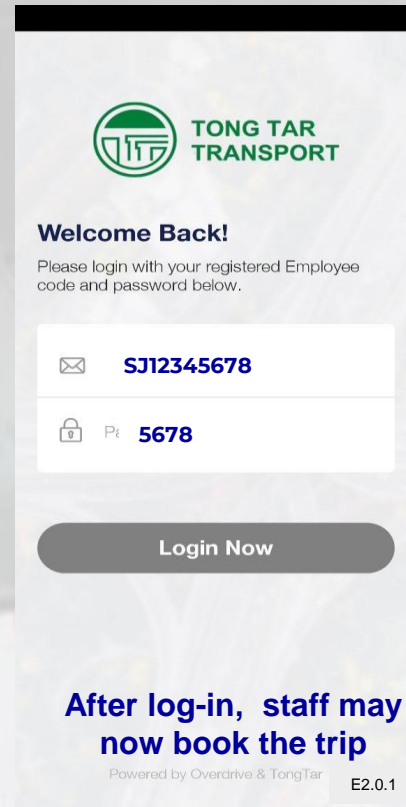 TONG TAR
TRANSPORT
Welcome Back!
Please login with your registered Employee
code and password below.
SJ12345678
Pa 5678
Login Now
After log-in, staff may
now book the trip
Powered by Overdrive & TongTar
E2.0.1